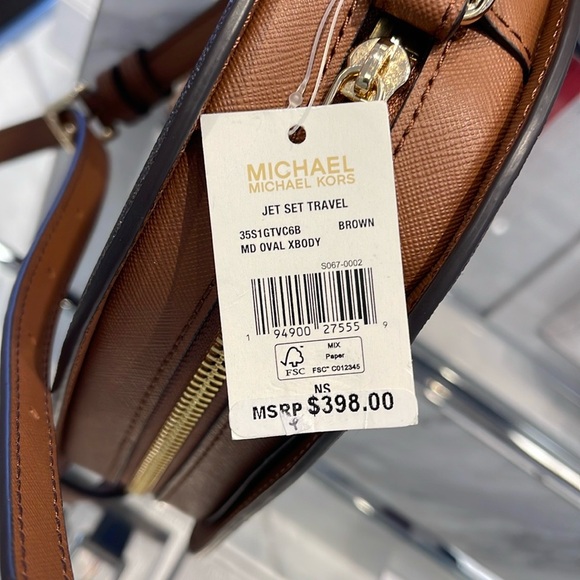 MICHAEL
MICHAEL KORS
JET SET TRAVEL
35S1GTVC6B BROWN
MD OVAL XBODY
S067-0002
1 94900 27555 9
FSC
MIX
Paper
FSC™ C012345
NS
MSRP $398.00